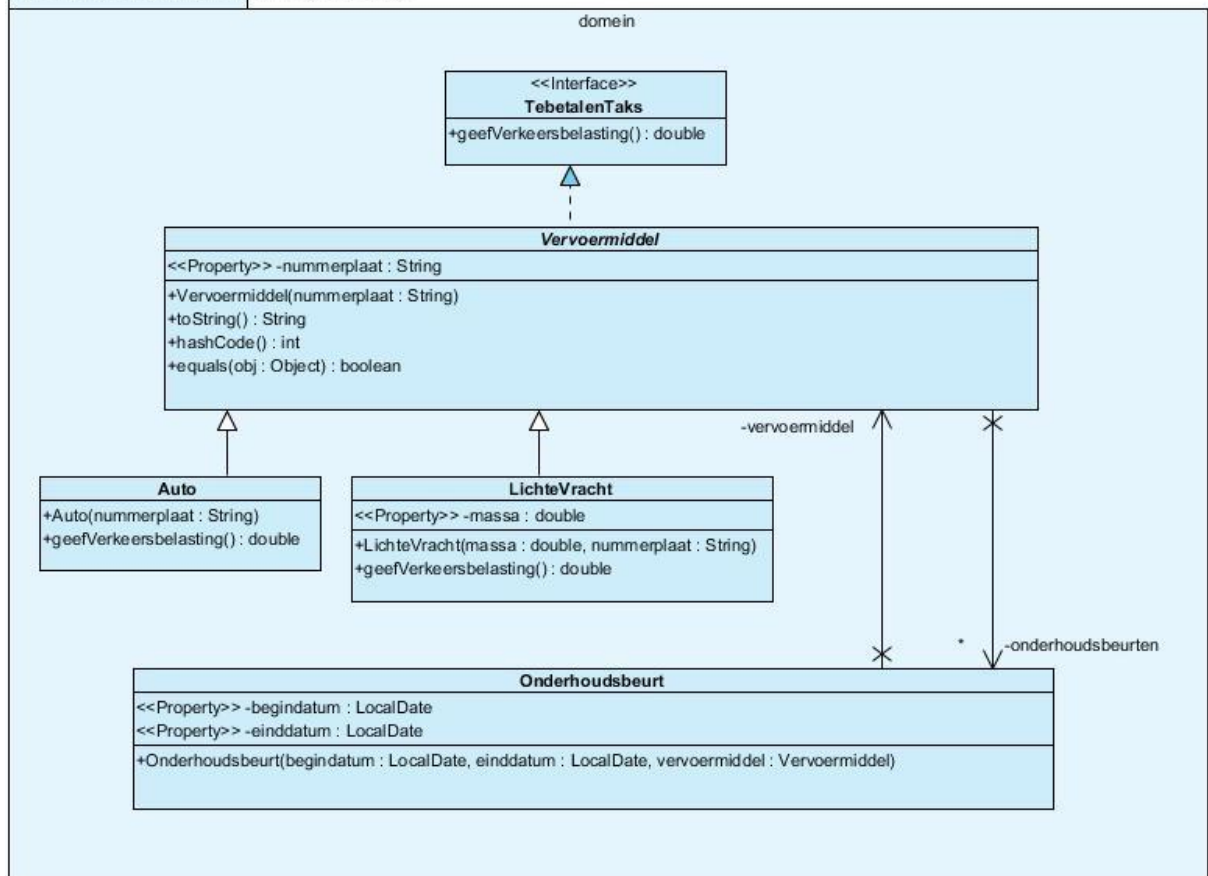 domein
<<Interface>>
TebetalenTaks
+geefVerkeersbelasting() : double
Vervoermiddel
<<Property>> -nummerplaat : String
+Vervoermiddel(nummerplaat : String)
+toString() : String
+hashCode() : int
+equals(obj : Object) : boolean
-vervoermiddel
Auto
+Auto(nummerplaat : String)
+geefVerkeersbelasting() : double
LichteVracht
<<Property>> -massa : double
+LichteVracht(massa : double, nummerplaat : String)
+geefVerkeersbelasting() : double
*
-onderhoudsbeurten
Onderhoudsbeurt
<<Property>> -begindatum : LocalDate
<<Property>> -einddatum : LocalDate
+Onderhoudsbeurt(begindatum : LocalDate, einddatum : LocalDate, vervoermiddel : Vervoermiddel)